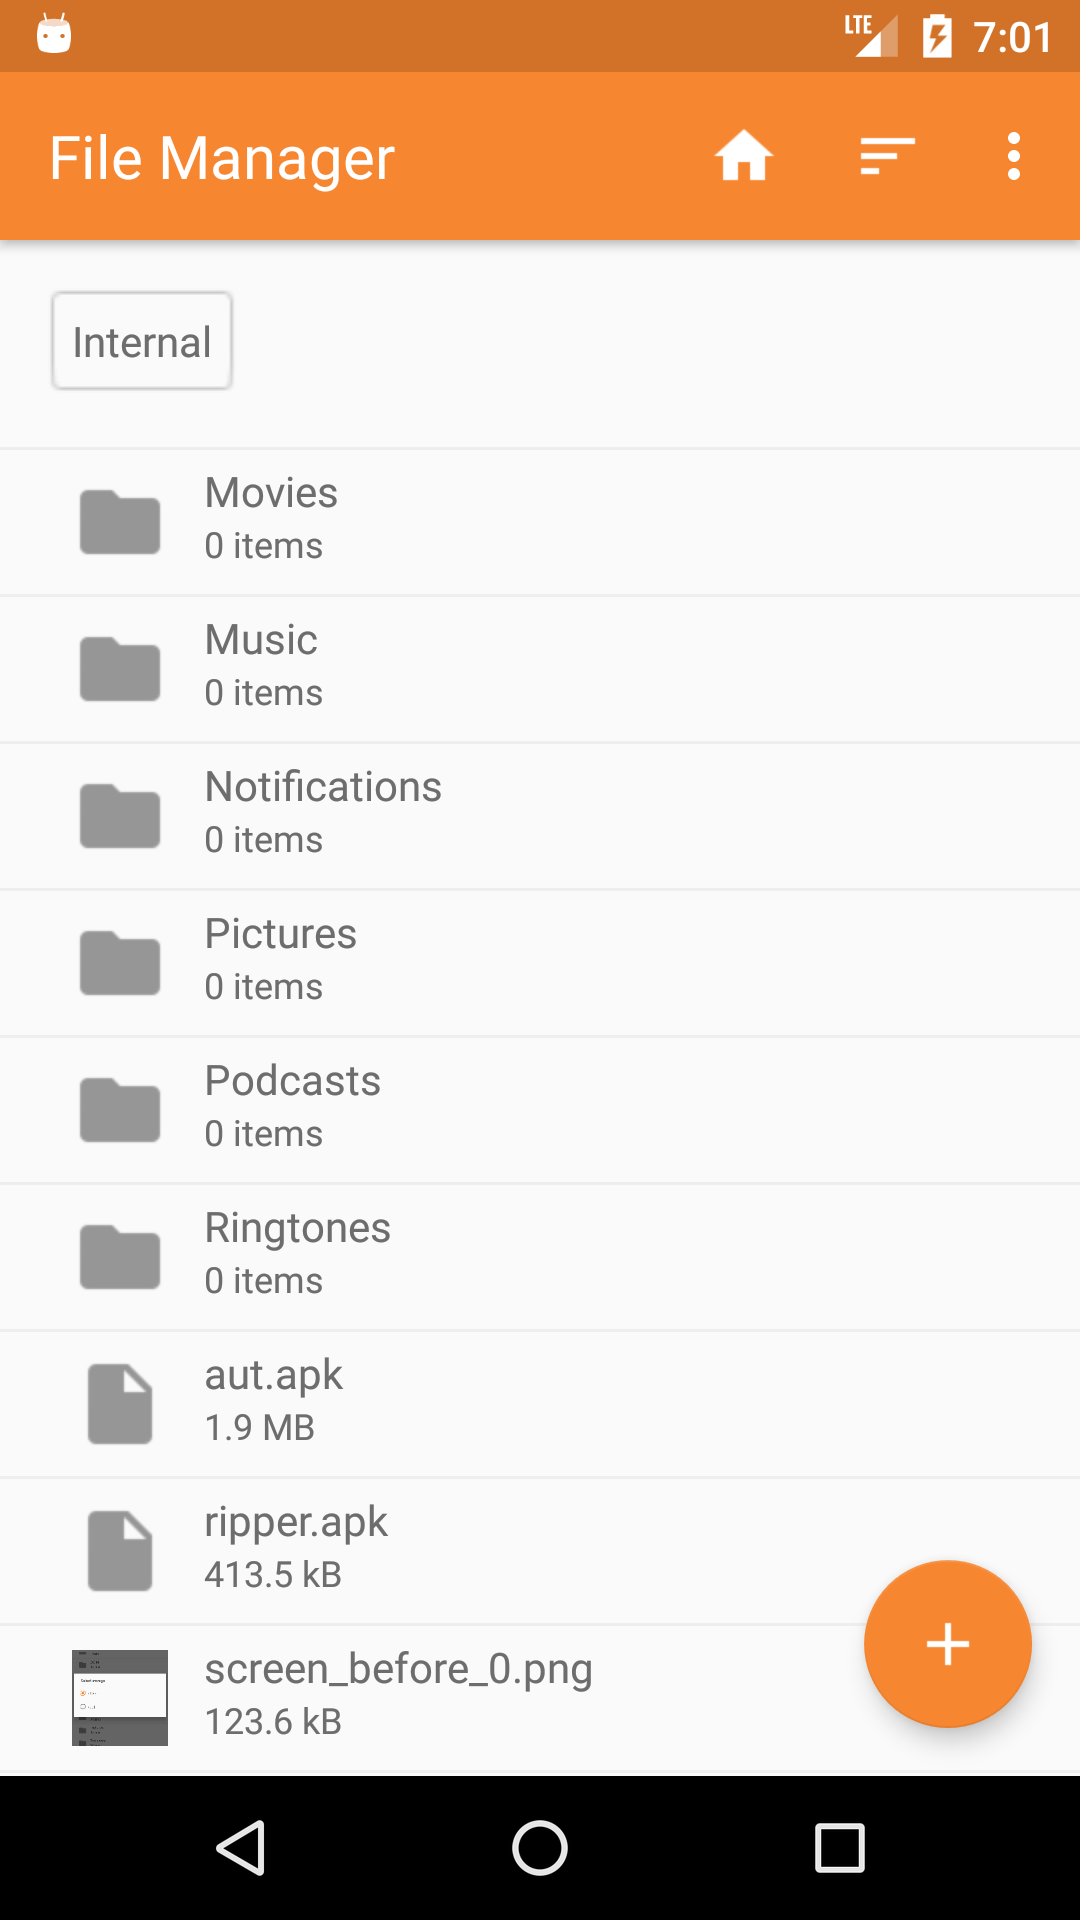 LTE 7:01
File Manager
Internal
Movies
0 items
Music
0 items
Notifications
0 items
Pictures
0 items
Podcasts
0 items
Ringtones
0 items
aut.apk
1.9 MB
ripper.apk
413.5 kB
screen_before_0.png
123.6 kB